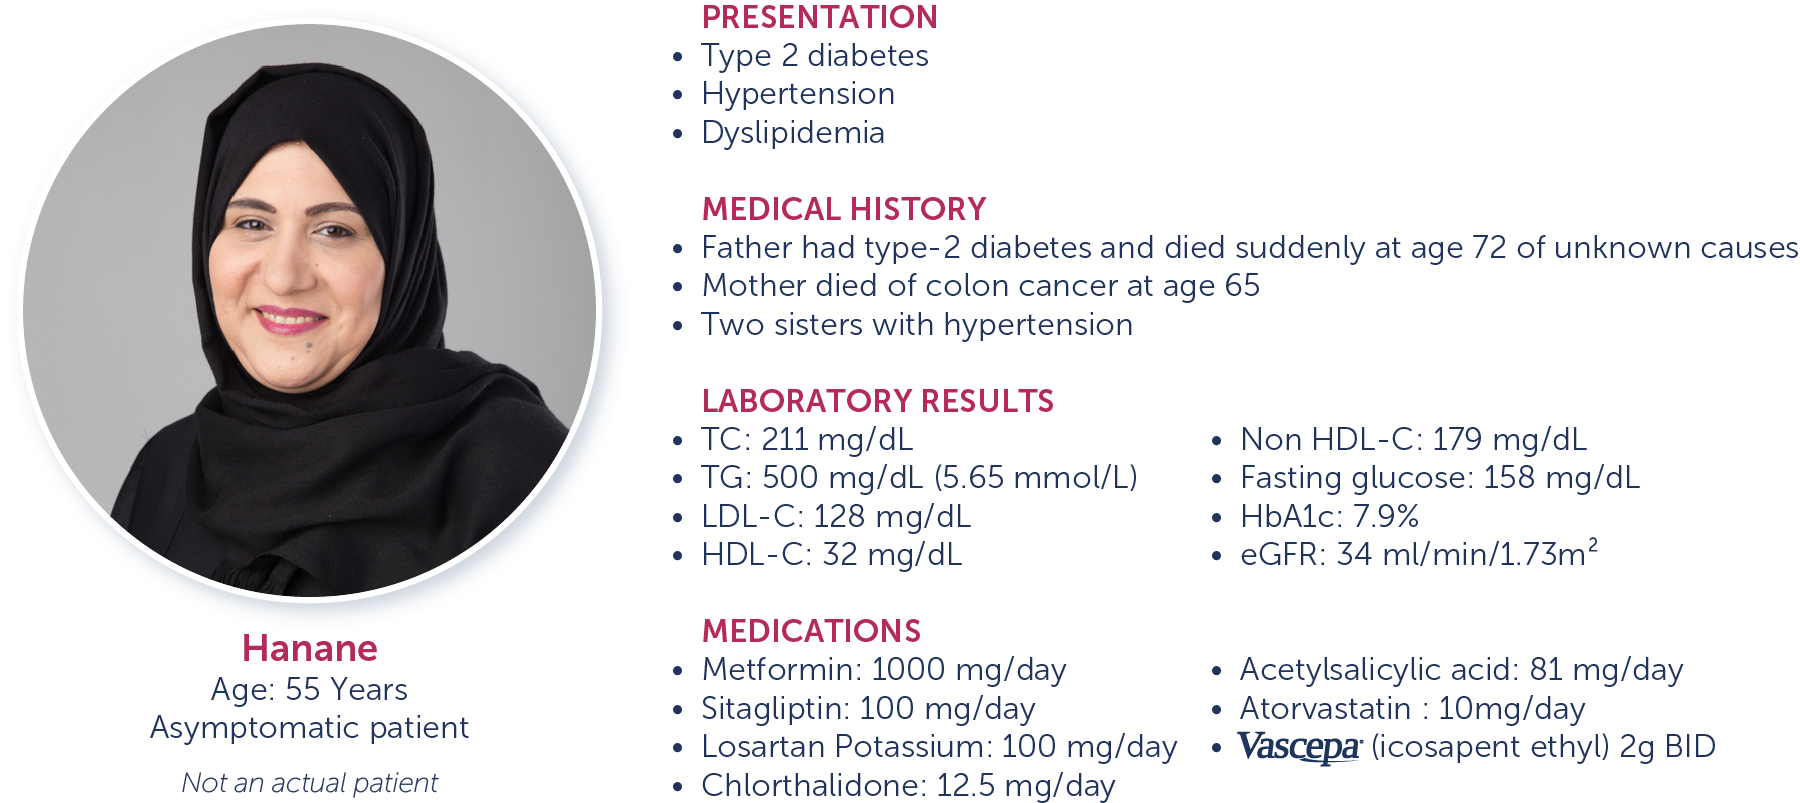 Hanane
Age: 55 Years
Asymptomatic patient
Not an actual patient
PRESENTATION
• Type 2 diabetes
• Hypertension
• Dyslipidemia
MEDICAL HISTORY
• Father had type-2 diabetes and died suddenly at age 72 of unknown causes
• Mother died of colon cancer at age 65
• Two sisters with hypertension
LABORATORY RESULTS
• TC: 211 mg/dL
• TG: 500 mg/dL (5.65 mmol/L)
• LDL-C: 128 mg/dL
• HDL-C: 32 mg/dL
• Non HDL-C: 179 mg/dL
• Fasting glucose: 158 mg/dL
• HbA1c: 7.9%
• eGFR: 34 ml/min/1.73m²
MEDICATIONS
• Metformin: 1000 mg/day
• Sitagliptin: 100 mg/day
• Losartan Potassium: 100 mg/day
• Chlorthalidone: 12.5 mg/day
• Acetylsalicylic acid: 81 mg/day
• Atorvastatin : 10mg/day
• Vascepa® (icosapent ethyl) 2g BID